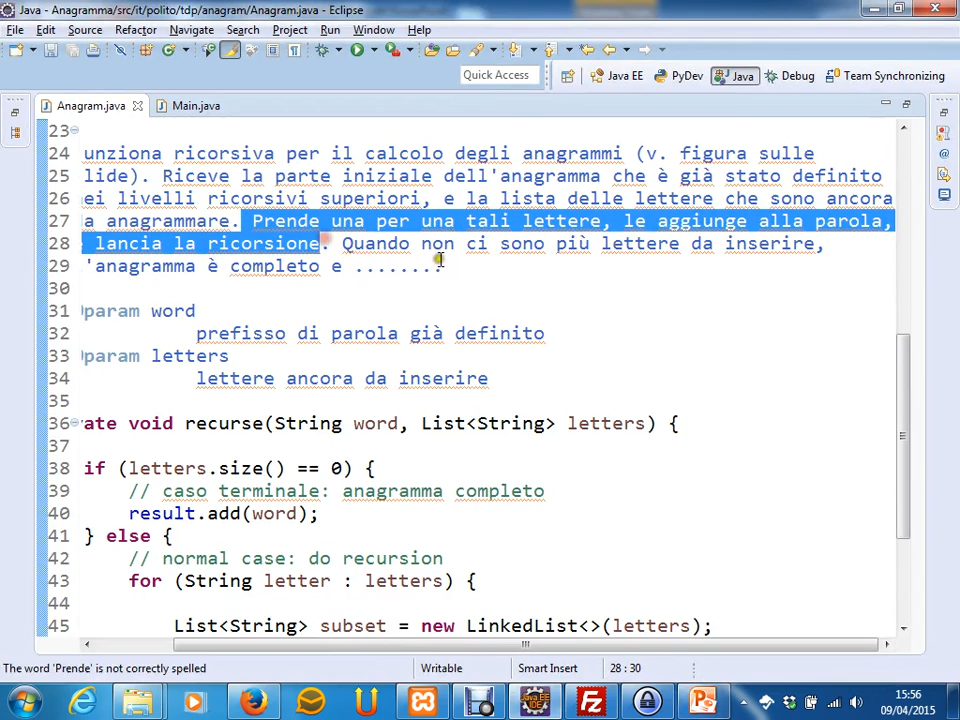 Java - Anagramma/src/it/polito/tdp/anagram/Anagram.java - Eclipse
File Edit Source Refactor Navigate Search Project Run Window Help
Quick Access Java EE PyDev Java Debug Team Synchronizing
Anagram.java Main.java
23
24 unziona ricorsiva per il calcolo degli anagrammi (v. figura sulle
25 lide). Riceve la parte iniziale dell'anagramma che è già stato definito
26 ei livelli ricorsivi superiori, e la lista delle lettere che sono ancora
27 a anagrammare. Prende una per una tali lettere, le aggiunge alla parola,
28 lancia la ricorsione. Quando non ci sono più lettere da inserire,
29 'anagramma è completo e ........
30
31 param word
32 prefisso di parola già definito
33 param letters
34 lettere ancora da inserire
35
36 ate void recurse(String word, List<String> letters) {
37
38 if (letters.size() == 0) {
39 // caso terminale: anagramma completo
40 result.add(word);
41 } else {
42 // normal case: do recursion
43 for (String letter : letters) {
45 List<String> subset = new LinkedList<>(letters);
The word 'Prende' is not correctly spelled Writable Smart Insert 28 : 30
15:56
09/04/2015